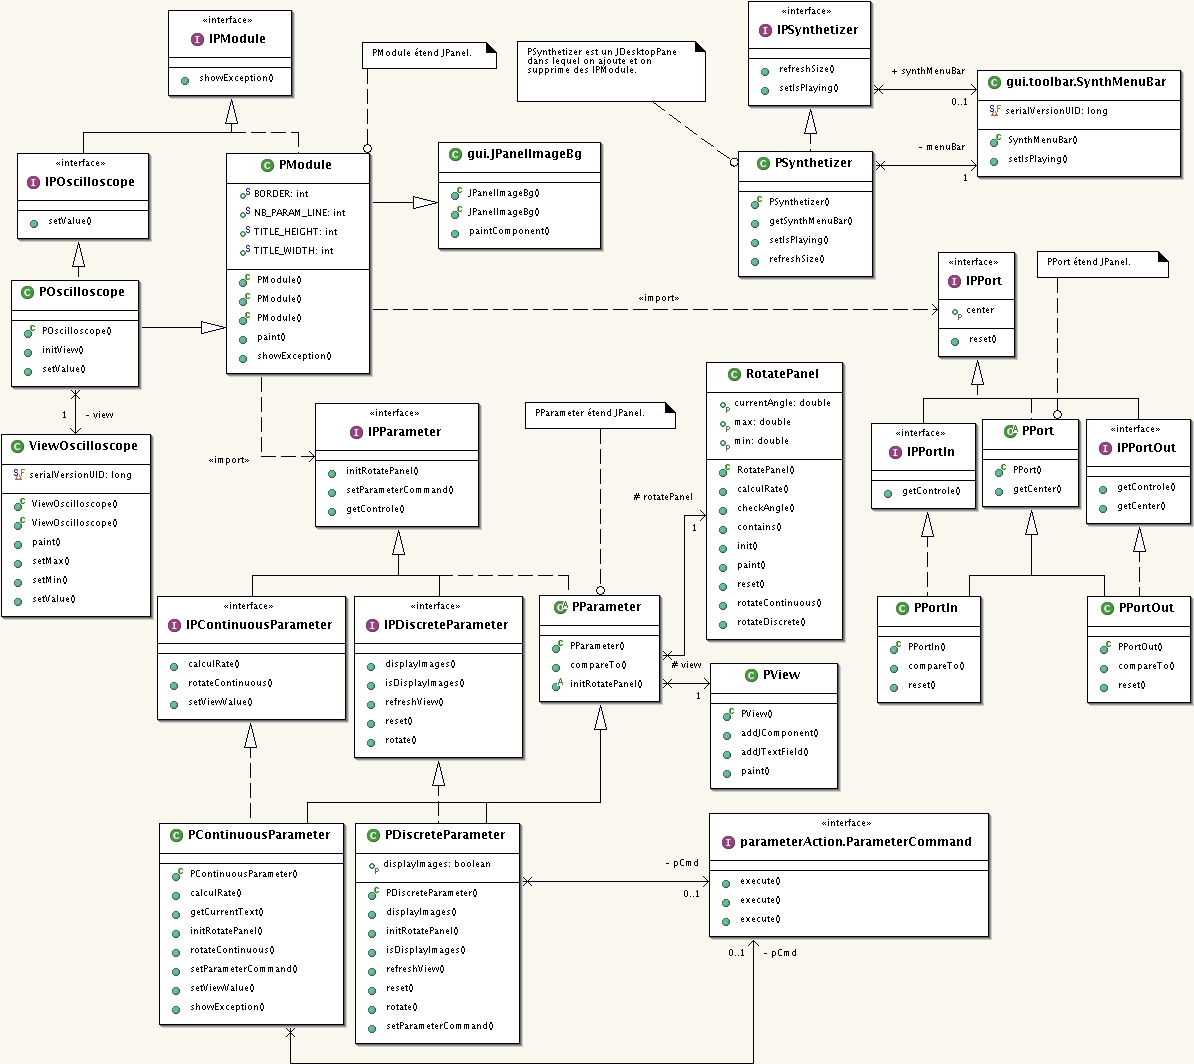 «interface»
IPModule
showException()
PModule étend JPanel.
PSynthetizer est un JDesktopPane
dans lequel on ajoute et on
supprime des IPModule.
«interface»
IPSynthetizer
refreshSize()
setIsPlaying()
+ synthMenuBar
0..1
gui.toolbar.SynthMenuBar
serialVersionUID: long
SynthMenuBar()
setIsPlaying()
- menuBar
1
«interface»
IPOscilloscope
setValue()
PModule
BORDER: int
NB_PARAM_LINE: int
TITLE_HEIGHT: int
TITLE_WIDTH: int
PModule()
PModule()
PModule()
paint()
showException()
gui.JPanelImageBg
JPanelImageBg()
JPanelImageBg()
paintComponent()
PSynthetizer
PSynthetizer()
getSynthMenuBar()
setIsPlaying()
refreshSize()
POscilloscope
POscilloscope()
initView()
setValue()
1
- view
ViewOscilloscope
serialVersionUID: long
ViewOscilloscope()
ViewOscilloscope()
paint()
setMax()
setMin()
setValue()
«import»
«interface»
IPPort
center
reset()
PPort étend JPanel.
«import»
«interface»
IPParameter
initRotatePanel()
setParameterCommand()
getControle()
PParameter étend JPanel.
RotatePanel
currentAngle: double
max: double
min: double
RotatePanel()
calculRate()
checkAngle()
contains()
init()
paint()
reset()
rotateContinuous()
rotateDiscrete()
# rotatePanel
1
«interface»
IPPortIn
getControle()
PPort
PPort()
getCenter()
«interface»
IPPortOut
getControle()
getCenter()
«interface»
IPContinuousParameter
calculRate()
rotateContinuous()
setViewValue()
«interface»
IPDiscreteParameter
displayImages()
isDisplayImages()
refreshView()
reset()
rotate()
PParameter
PParameter()
compareTo()
initRotatePanel()
# view
1
PView
PView()
addJComponent()
addJTextField()
paint()
PPortIn
PPortIn()
compareTo()
reset()
PPortOut
PPortOut()
compareTo()
reset()
PContinuousParameter
PContinuousParameter()
calculRate()
getCurrentText()
initRotatePanel()
rotateContinuous()
setParameterCommand()
setViewValue()
showException()
PDiscreteParameter
displayImages: boolean
PDiscreteParameter()
displayImages()
initRotatePanel()
isDisplayImages()
refreshView()
reset()
rotate()
setParameterCommand()
- pCmd
0..1
«interface»
parameterAction.ParameterCommand
execute()
execute()
execute()
0..1
- pCmd